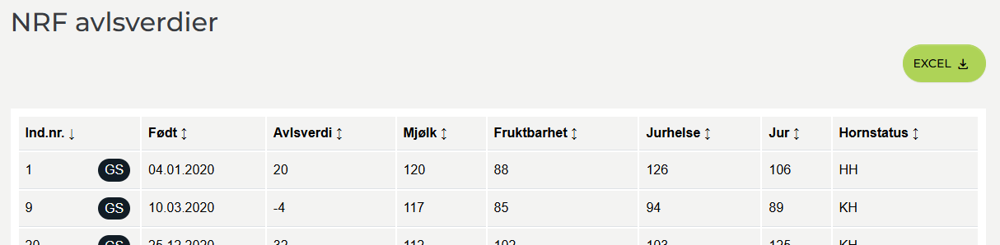 NRF avlsverdier
EXCEL
Ind.nr. ↓ Født ↕ Avlsverdi ↕ Mjølk ↕ Fruktbarhet ↕ Jurhelse ↕ Jur ↕ Hornstatus ↕
1 GS 04.01.2020 20 120 88 126 106 HH
9 GS 10.03.2020 -4 117 85 94 89 KH
20 GS 25.12.2020 32 112 102 103 125 KH